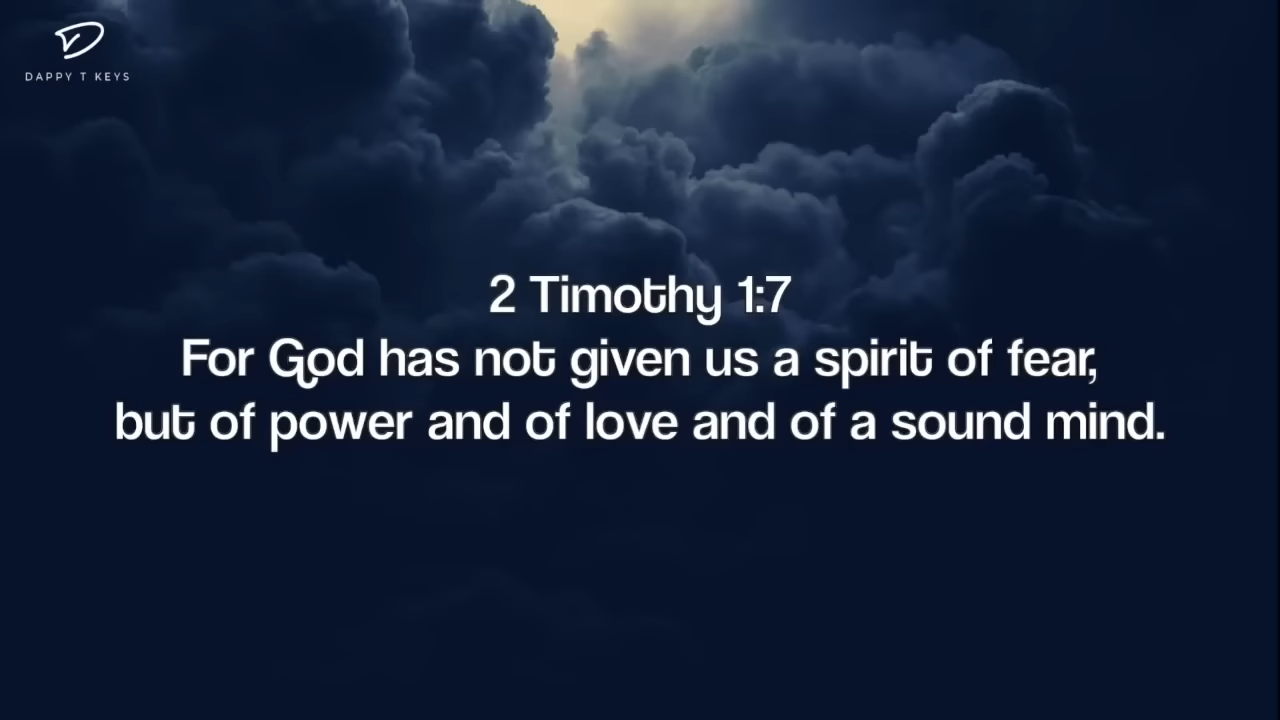 DAPPY T KEYS
2 Timothy 1:7
For God has not given us a spirit of fear,
but of power and of love and of a sound mind.